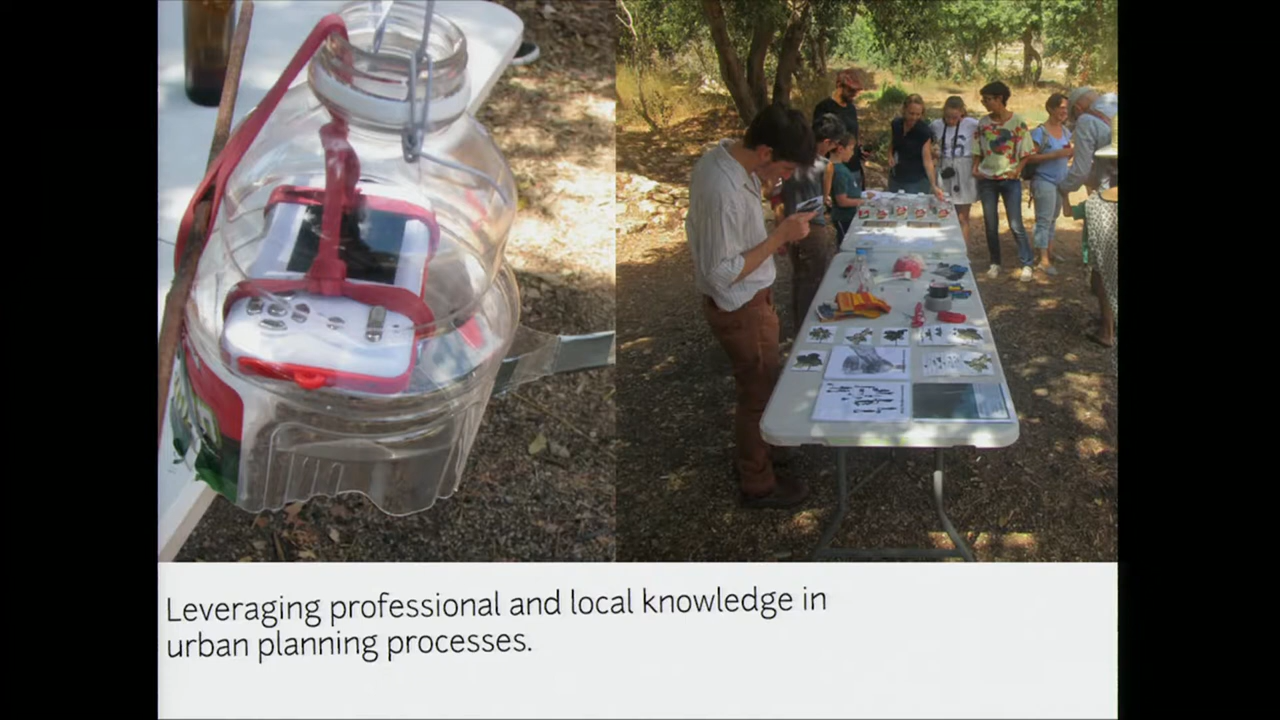 Leveraging professional and local knowledge in
urban planning processes.